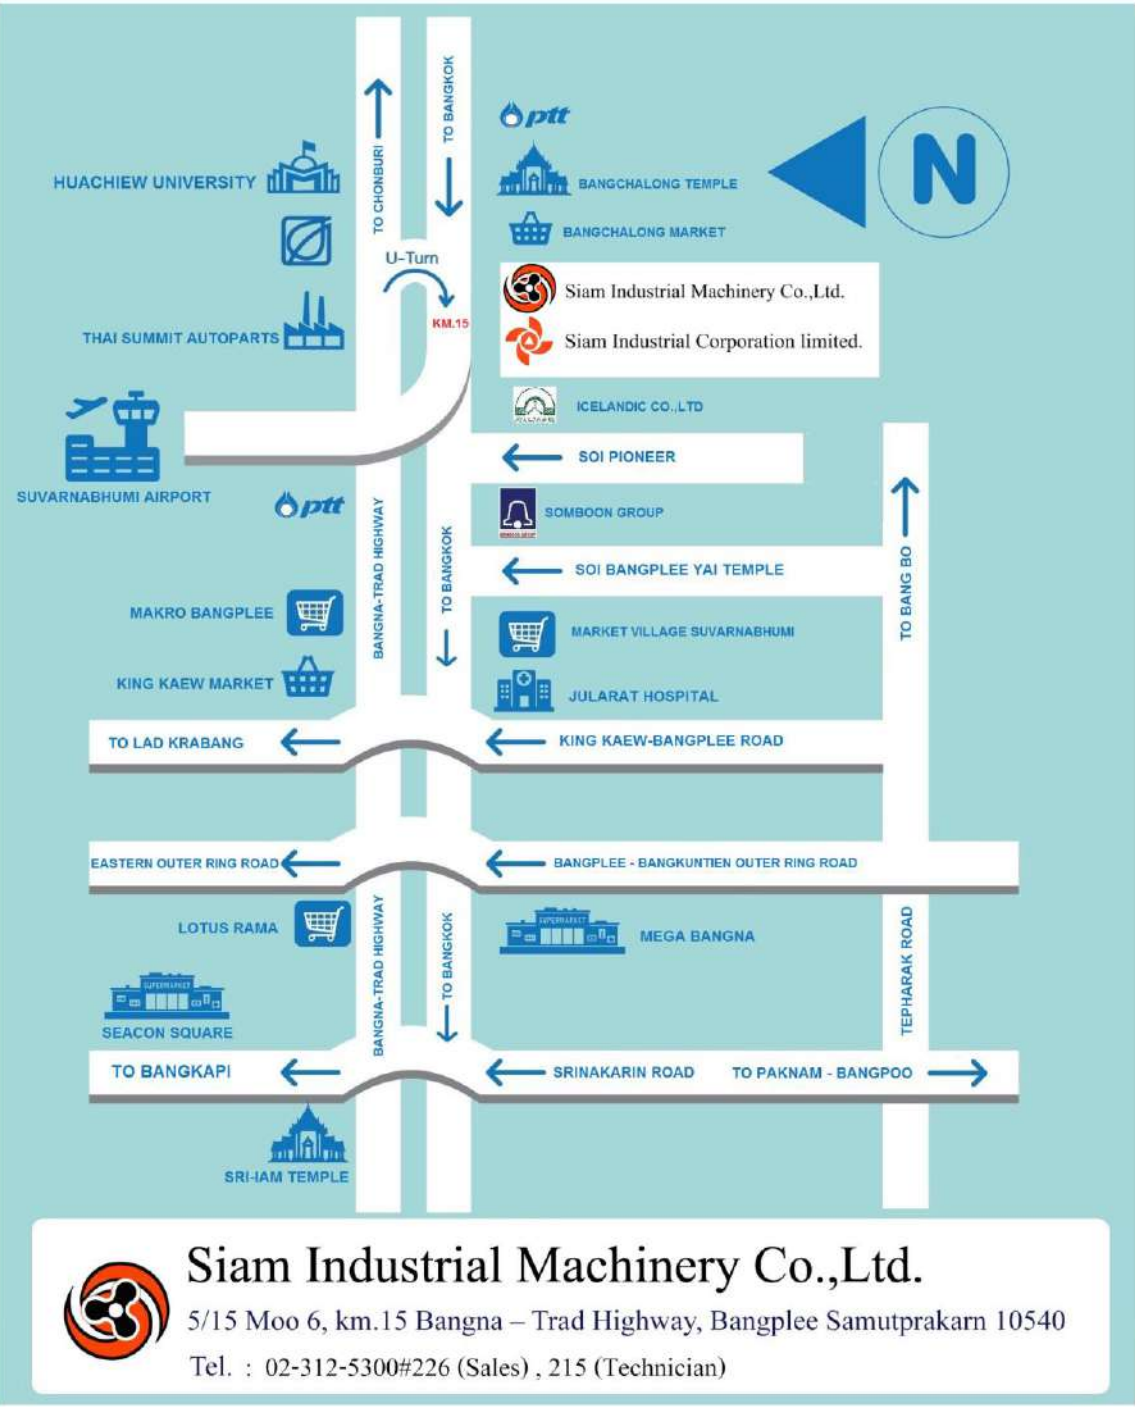 TO CHONBURI
TO BANGKOK
ptt
HUACHIEW UNIVERSITY
BANGCHALONG TEMPLE
N
BANGCHALONG MARKET
U-Turn
KM.15
Siam Industrial Machinery Co.,Ltd.
Siam Industrial Corporation limited.
THAI SUMMIT AUTOPARTS
ICELANDIC CO.,LTD
SOI PIONEER
SUVARNABHUMI AIRPORT
ptt
SOMBOON GROUP
BANGNA-TRAD HIGHWAY
TO BANGKOK
SOI BANGPLEE YAI TEMPLE
TO BANG BO
MAKRO BANGPLEE
MARKET VILLAGE SUVARNABHUMI
KING KAEW MARKET
JULARAT HOSPITAL
TO LAD KRABANG
KING KAEW-BANGPLEE ROAD
EASTERN OUTER RING ROAD
BANGPLEE - BANGKUNTIEN OUTER RING ROAD
LOTUS RAMA
BANGNA-TRAD HIGHWAY
TO BANGKOK
SUPERMARKET
MEGA BANGNA
TEPHARAK ROAD
SUPERMARKET
SEACON SQUARE
TO BANGKAPI
SRINAKARIN ROAD
TO PAKNAM - BANGPOO
SRI-IAM TEMPLE
Siam Industrial Machinery Co.,Ltd.
5/15 Moo 6, km.15 Bangna – Trad Highway, Bangplee Samutprakarn 10540
Tel. : 02-312-5300#226 (Sales) , 215 (Technician)